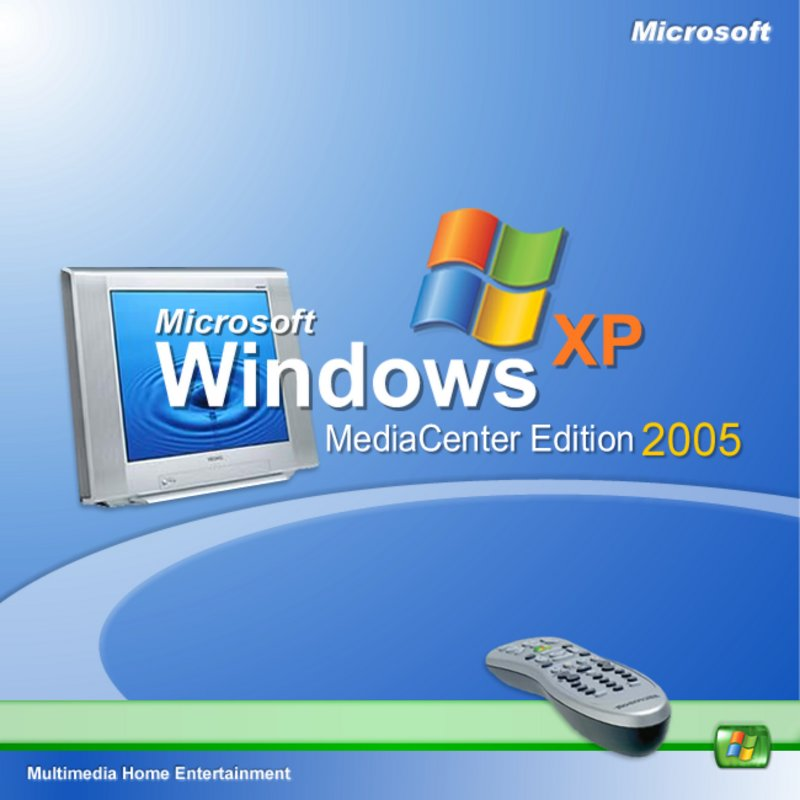 Microsoft
Microsoft
Windows XP
MediaCenter Edition 2005
Multimedia Home Entertainment